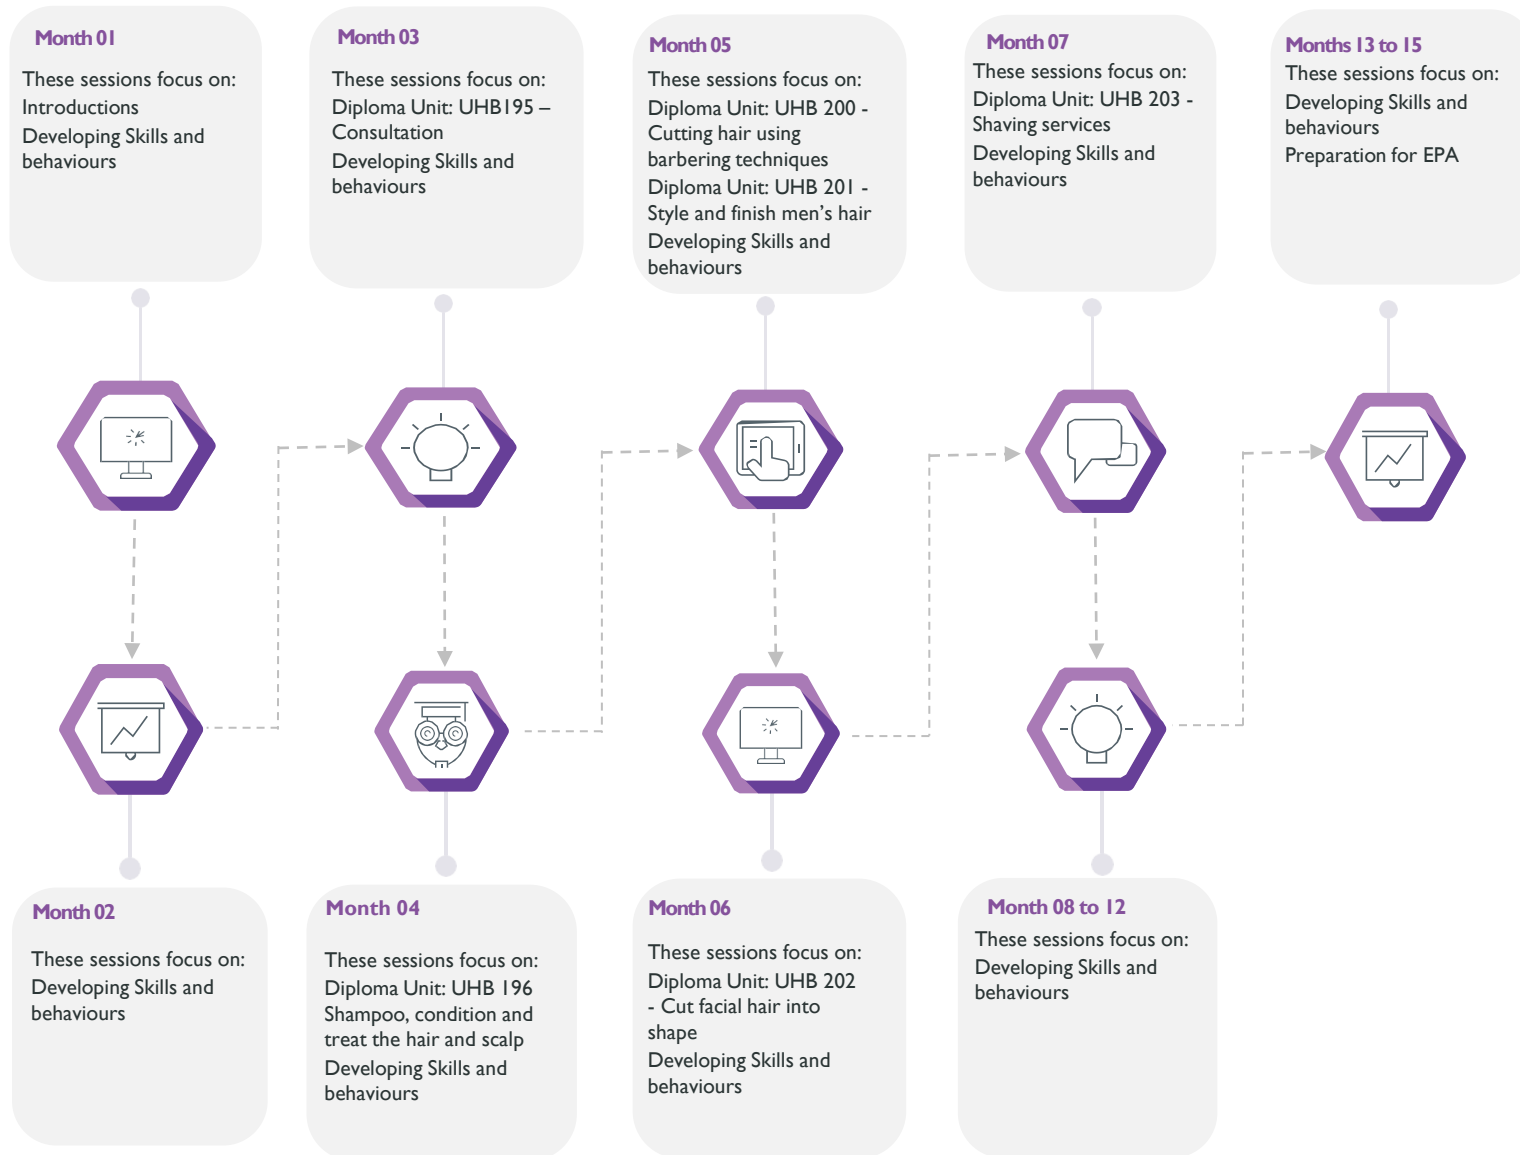 Month 01
These sessions focus on:
Introductions
Developing Skills and
behaviours
Month 02
These sessions focus on:
Developing Skills and
behaviours
Month 03
These sessions focus on:
Diploma Unit: UHB195 –
Consultation
Developing Skills and
behaviours
Month 04
These sessions focus on:
Diploma Unit: UHB 196
Shampoo, condition and
treat the hair and scalp
Developing Skills and
behaviours
Month 05
These sessions focus on:
Diploma Unit: UHB 200 -
Cutting hair using
barbering techniques
Diploma Unit: UHB 201 -
Style and finish men’s hair
Developing Skills and
behaviours
Month 06
These sessions focus on:
Diploma Unit: UHB 202
- Cut facial hair into
shape
Developing Skills and
behaviours
Month 07
These sessions focus on:
Diploma Unit: UHB 203 -
Shaving services
Developing Skills and
behaviours
Month 08 to 12
These sessions focus on:
Developing Skills and
behaviours
Months 13 to 15
These sessions focus on:
Developing Skills and
behaviours
Preparation for EPA